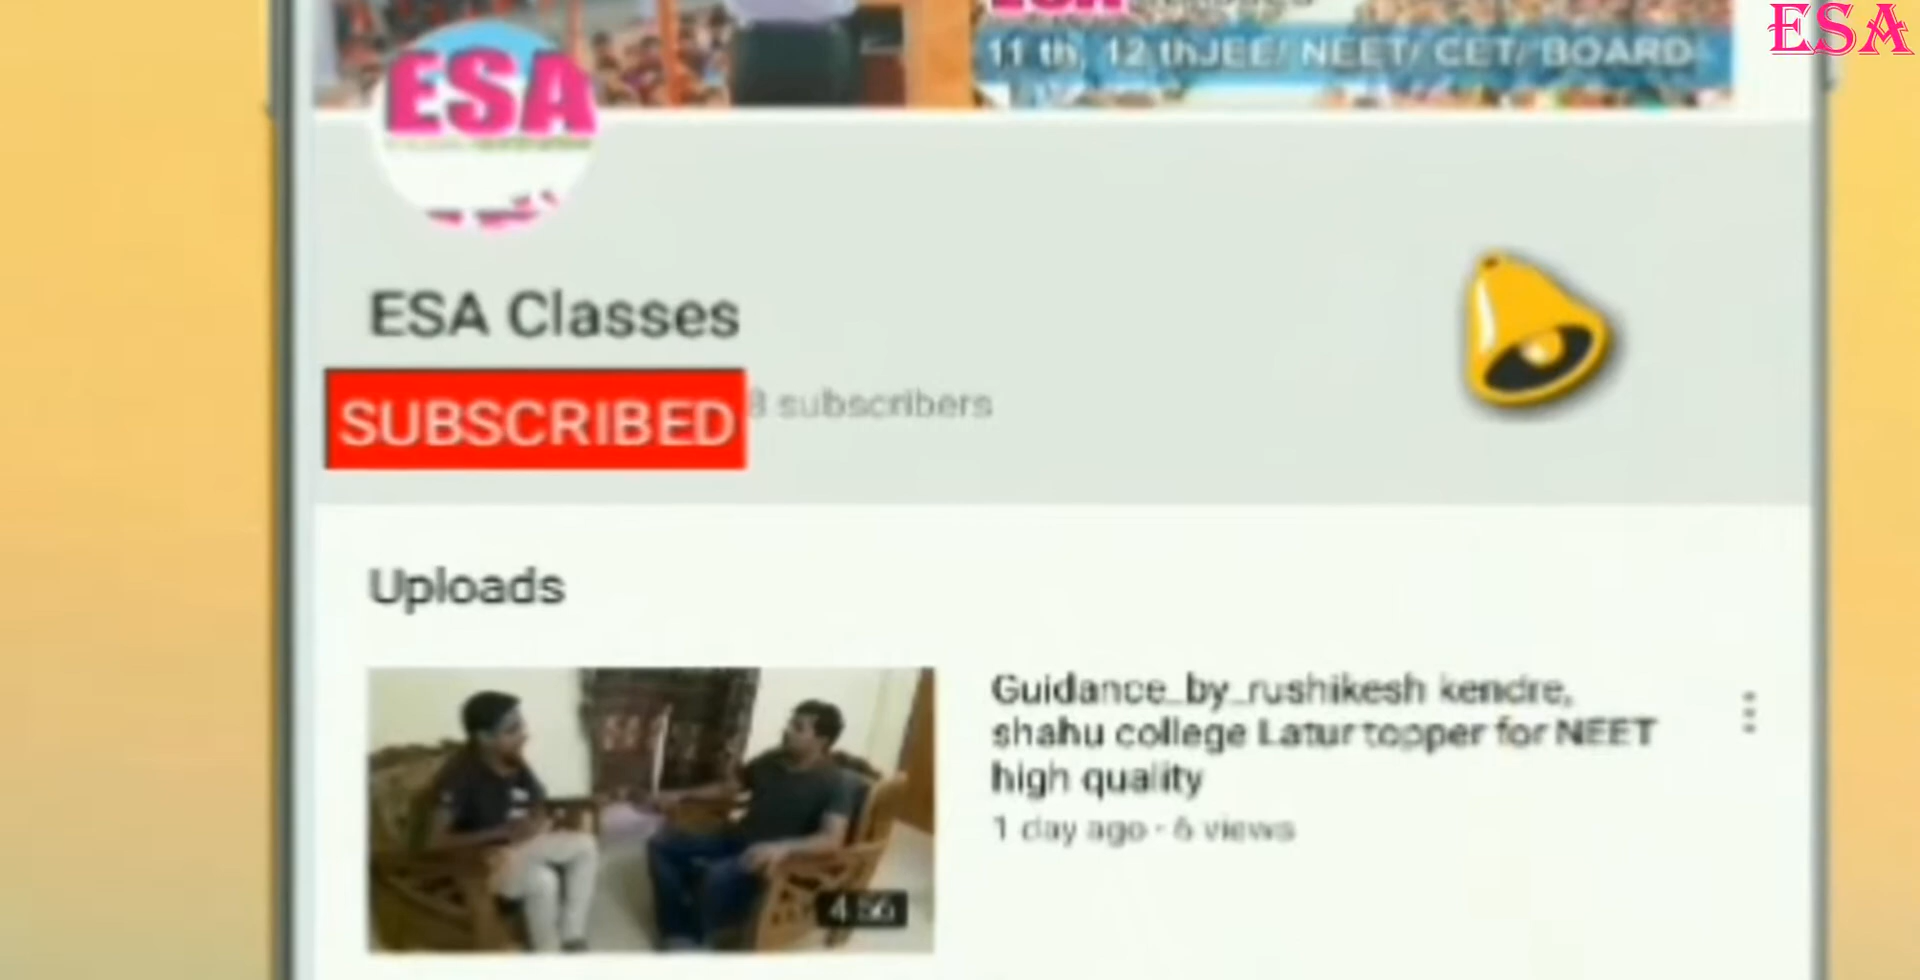 ESA
11 th, 12 thJEE/ NEET/ CET/ BOARD
ESA
ESA Classes
SUBSCRIBED
8 subscribers
Uploads
Guidance_by_rushikesh kendre,
shahu college Latur topper for NEET
high quality
1 day ago · 6 views
4:56